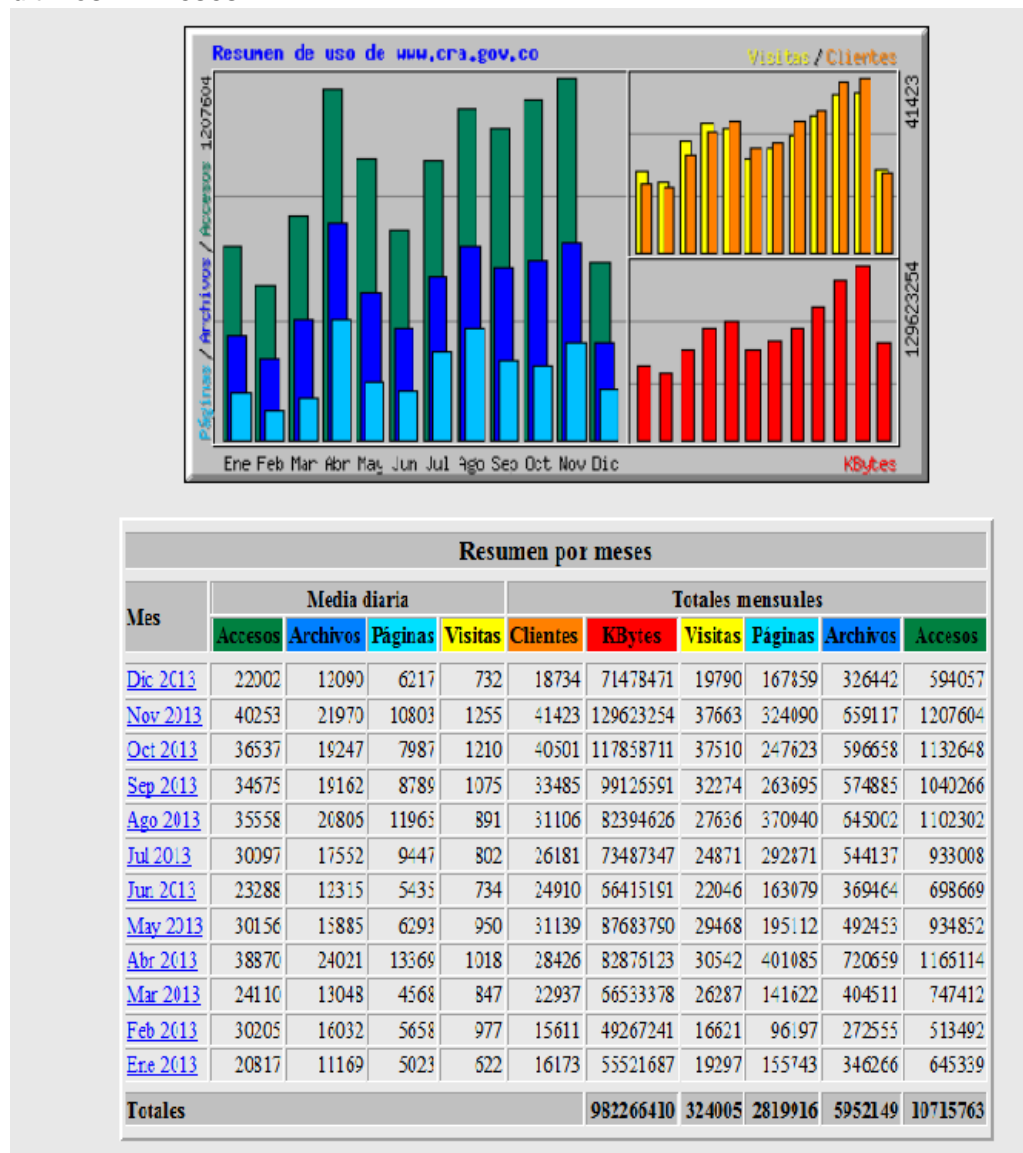 Resumen de uso de www.cra.gov.co
Visitas / Clientes
Páginas / Archivos / Accesos 1207604
41423
129623254
Ene Feb Mar Abr May Jun Jul Ago Sep Oct Nov Dic
KBytes
Resumen por meses
Mes Media diaria Totales mensuales
Accesos Archivos Páginas Visitas Clientes KBytes Visitas Páginas Archivos Accesos
Dic 2013 22002 12090 6217 732 18734 71478471 19790 167859 326442 594057
Nov 2013 40253 21970 10803 1255 41423 129623254 37663 324090 659117 1207604
Oct 2013 36537 19247 7987 1210 40501 117858711 37510 247623 596658 1132648
Sep 2013 34675 19162 8789 1075 33485 99126591 32274 263695 574885 1040266
Ago 2013 35558 20806 11965 891 31106 82394626 27636 370940 645002 1102302
Jul 2013 30097 17552 9447 802 26181 73487347 24871 292871 544137 933008
Jun 2013 23288 12315 5435 734 24910 66415191 22046 163079 369464 698669
May 2013 30156 15885 6293 950 31139 87683790 29468 195112 492453 934852
Abr 2013 38870 24021 13369 1018 28426 82876123 30542 401085 720659 1166114
Mar 2013 24110 13048 4568 847 22937 66533378 26287 141622 404511 747412
Feb 2013 30205 16032 5658 977 15611 49267241 16621 96197 272555 513492
Ene 2013 20817 11169 5023 622 16173 55521687 19297 155743 346266 645339
Totales 982266410 324005 2819916 5952149 10715763